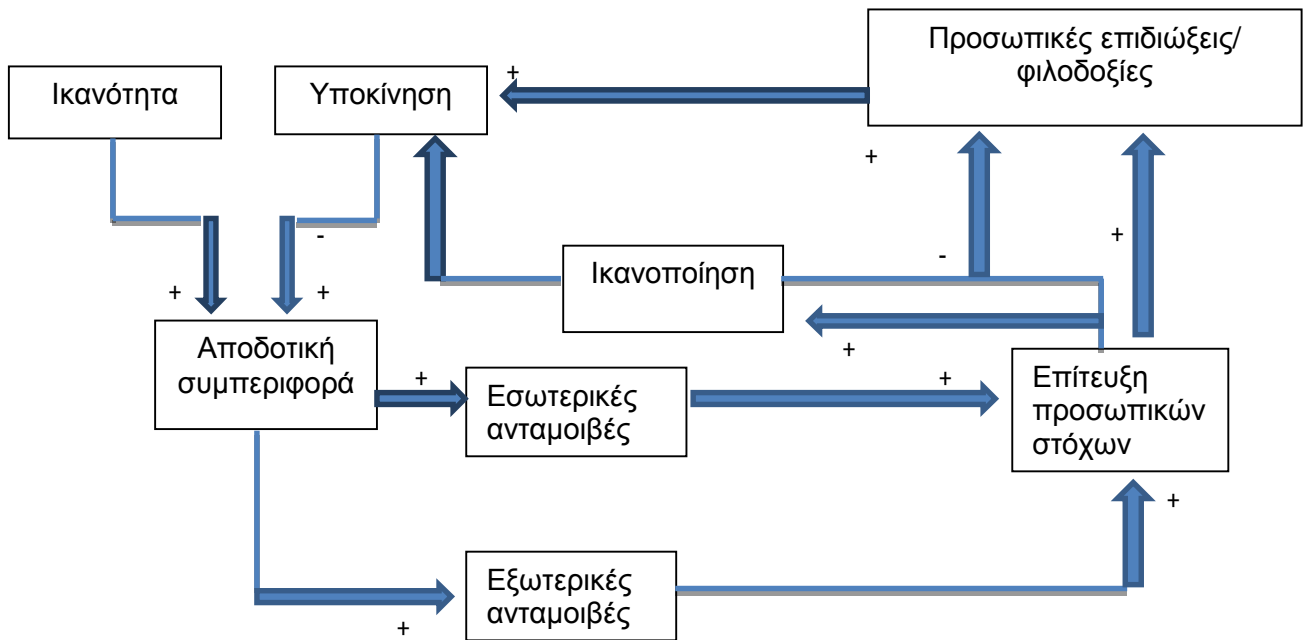 Προσωπικές επιδιώξεις/
φιλοδοξίες
Ικανότητα
Υποκίνηση
+
+
-
+
-
Ικανοποίηση
+
+
+
Αποδοτική
συμπεριφορά
+
+
Εσωτερικές
ανταμοιβές
+
Επίτευξη
προσωπικών
στόχων
+
Εξωτερικές
ανταμοιβές
+